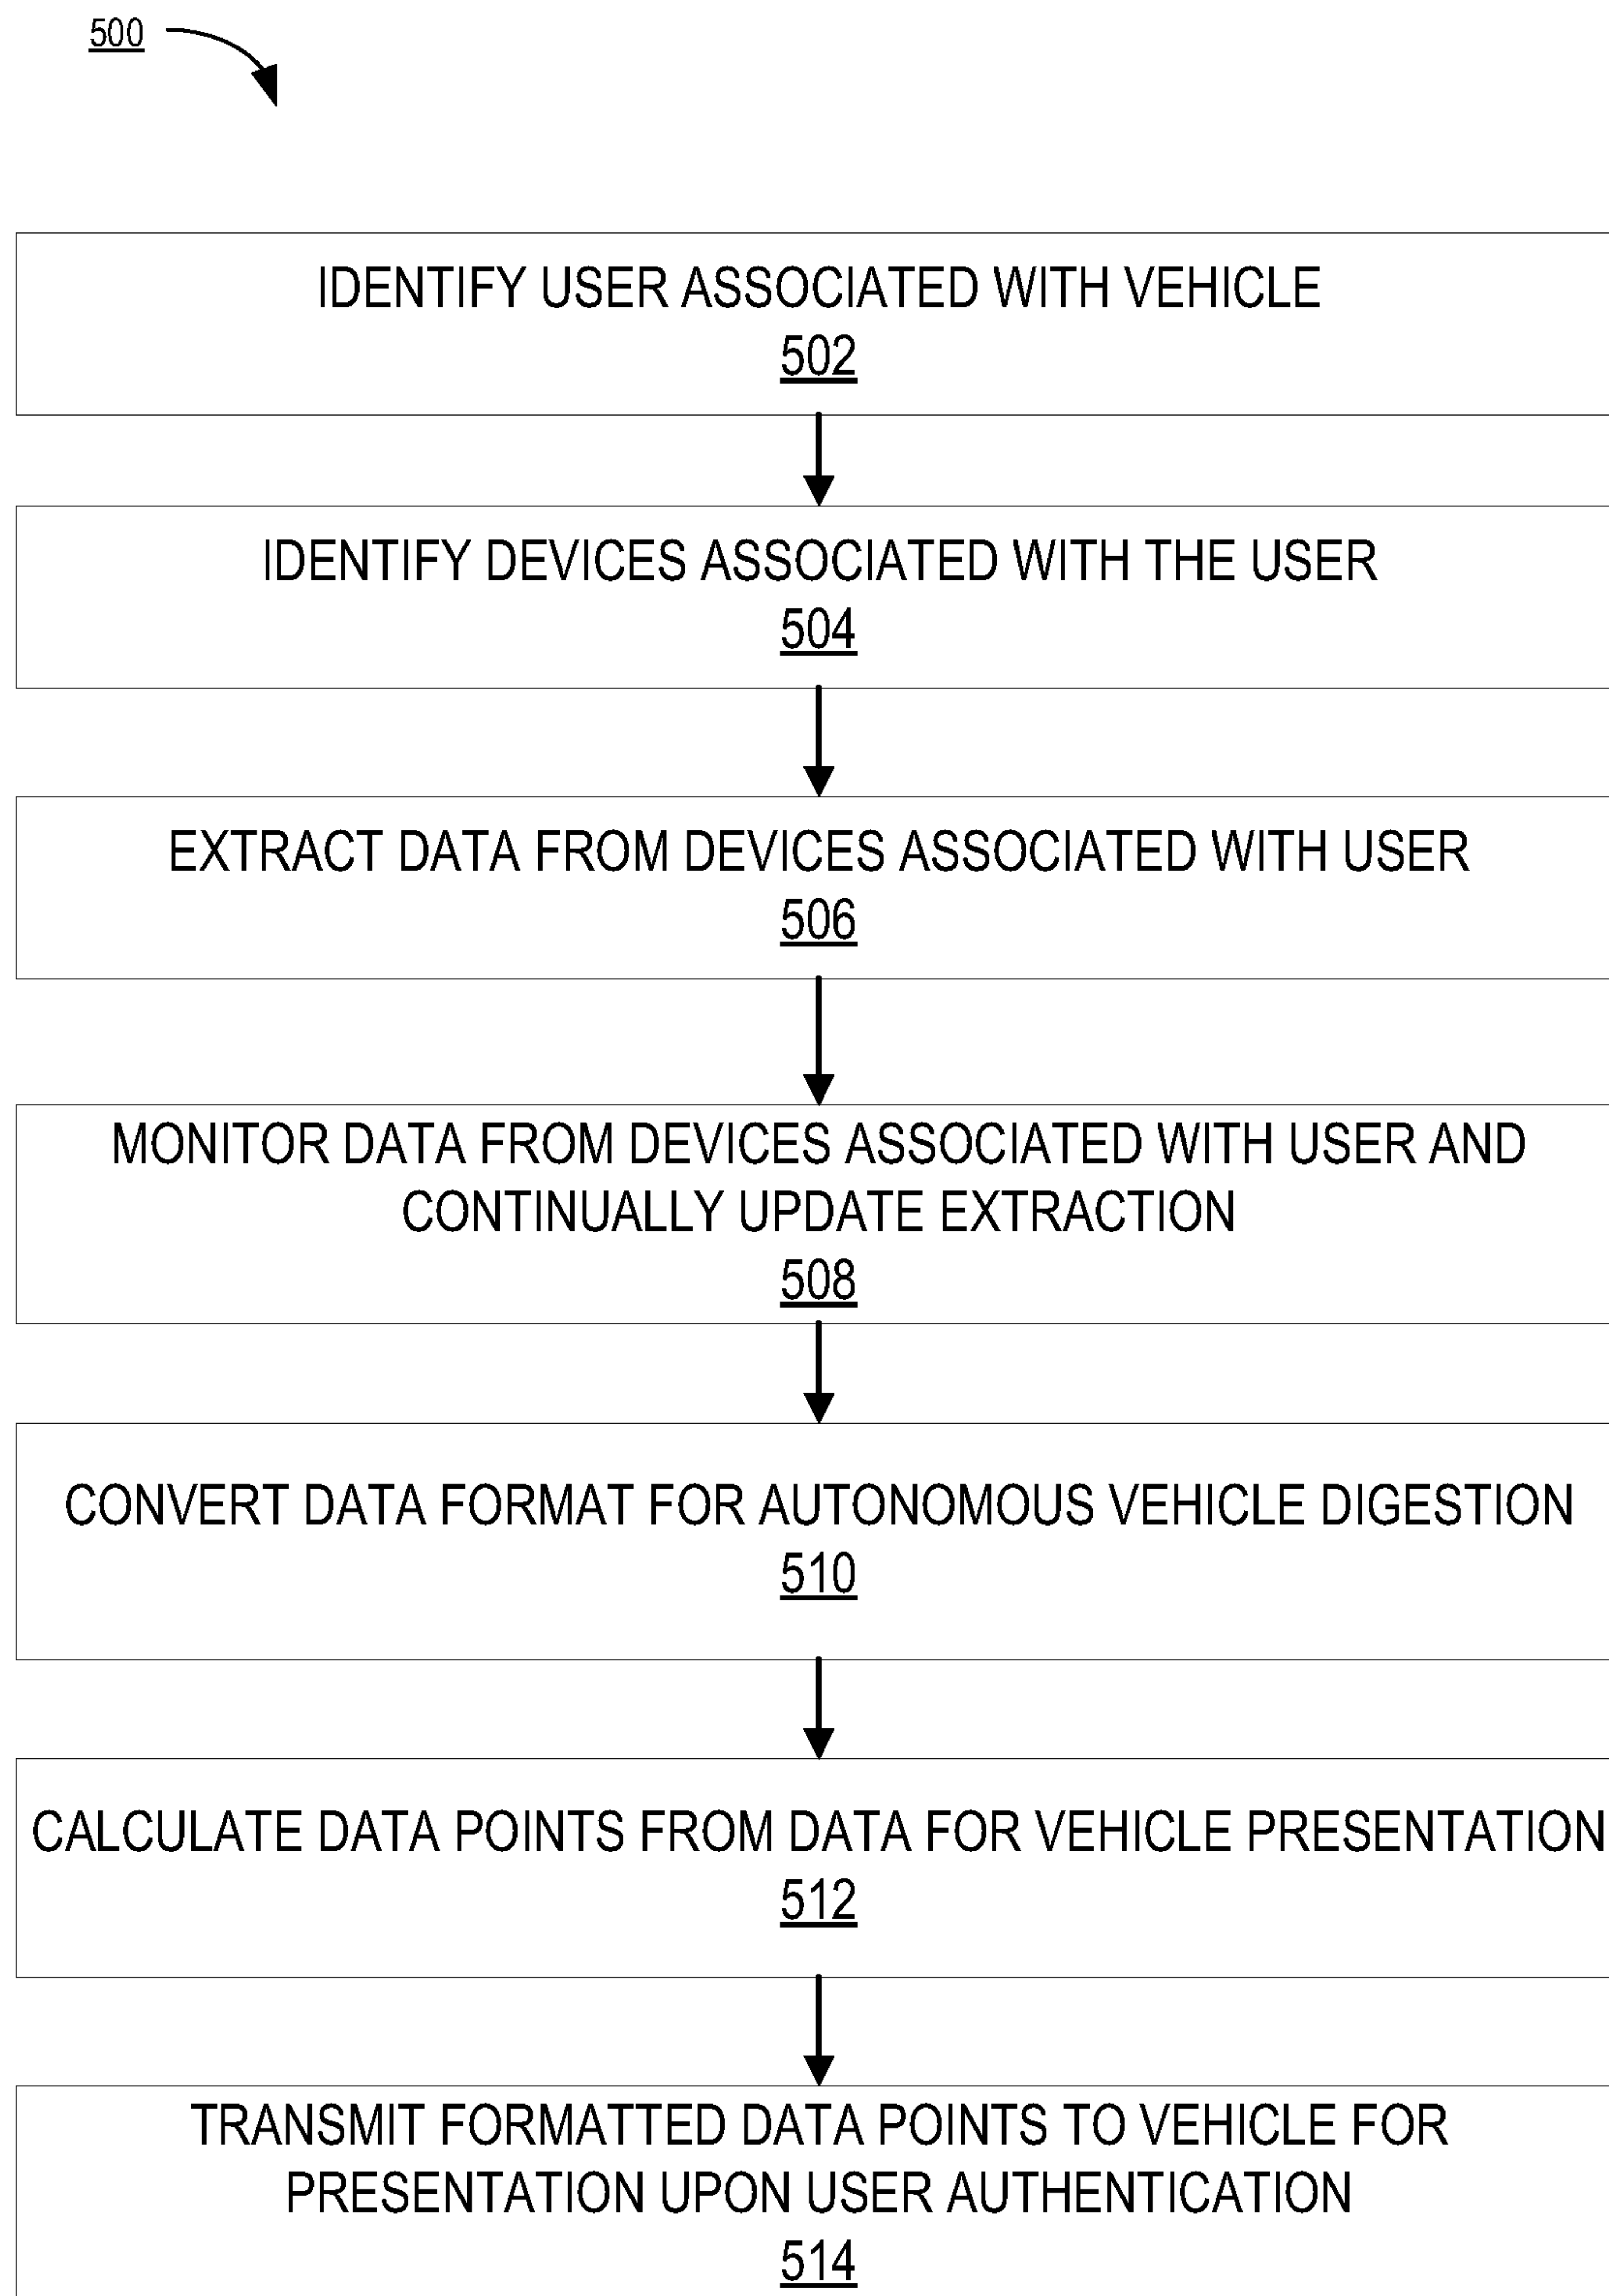 500
IDENTIFY USER ASSOCIATED WITH VEHICLE
502
IDENTIFY DEVICES ASSOCIATED WITH THE USER
504
EXTRACT DATA FROM DEVICES ASSOCIATED WITH USER
506
MONITOR DATA FROM DEVICES ASSOCIATED WITH USER AND
CONTINUALLY UPDATE EXTRACTION
508
CONVERT DATA FORMAT FOR AUTONOMOUS VEHICLE DIGESTION
510
CALCULATE DATA POINTS FROM DATA FOR VEHICLE PRESENTATION
512
TRANSMIT FORMATTED DATA POINTS TO VEHICLE FOR
PRESENTATION UPON USER AUTHENTICATION
514